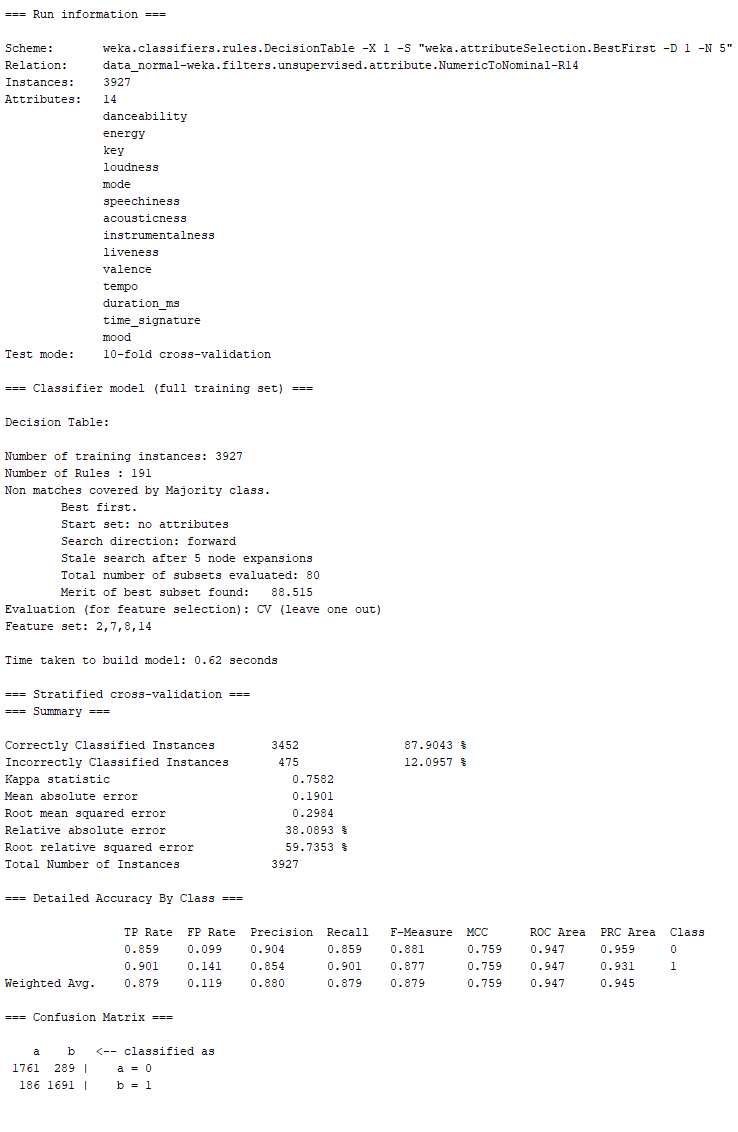 === Run information ===
Scheme: weka.classifiers.rules.DecisionTable -X 1 -S "weka.attributeSelection.BestFirst -D 1 -N 5"
Relation: data_normal-weka.filters.unsupervised.attribute.NumericToNominal-R14
Instances: 3927
Attributes: 14
danceability
energy
key
loudness
mode
speechiness
acousticness
instrumentalness
liveness
valence
tempo
duration_ms
time_signature
mood
Test mode: 10-fold cross-validation
=== Classifier model (full training set) ===
Decision Table:
Number of training instances: 3927
Number of Rules : 191
Non matches covered by Majority class.
Best first.
Start set: no attributes
Search direction: forward
Stale search after 5 node expansions
Total number of subsets evaluated: 80
Merit of best subset found: 88.515
Evaluation (for feature selection): CV (leave one out)
Feature set: 2,7,8,14
Time taken to build model: 0.62 seconds
=== Stratified cross-validation ===
=== Summary ===
Correctly Classified Instances 3452 87.9043 %
Incorrectly Classified Instances 475 12.0957 %
Kappa statistic 0.7582
Mean absolute error 0.1901
Root mean squared error 0.2984
Relative absolute error 38.0893 %
Root relative squared error 59.7353 %
Total Number of Instances 3927
=== Detailed Accuracy By Class ===
TP Rate FP Rate Precision Recall F-Measure MCC ROC Area PRC Area Class
0.859 0.099 0.904 0.859 0.881 0.759 0.947 0.959 0
0.901 0.141 0.854 0.901 0.877 0.759 0.947 0.931 1
Weighted Avg. 0.879 0.119 0.880 0.879 0.879 0.759 0.947 0.945
=== Confusion Matrix ===
a b <-- classified as
1761 289 | a = 0
186 1691 | b = 1